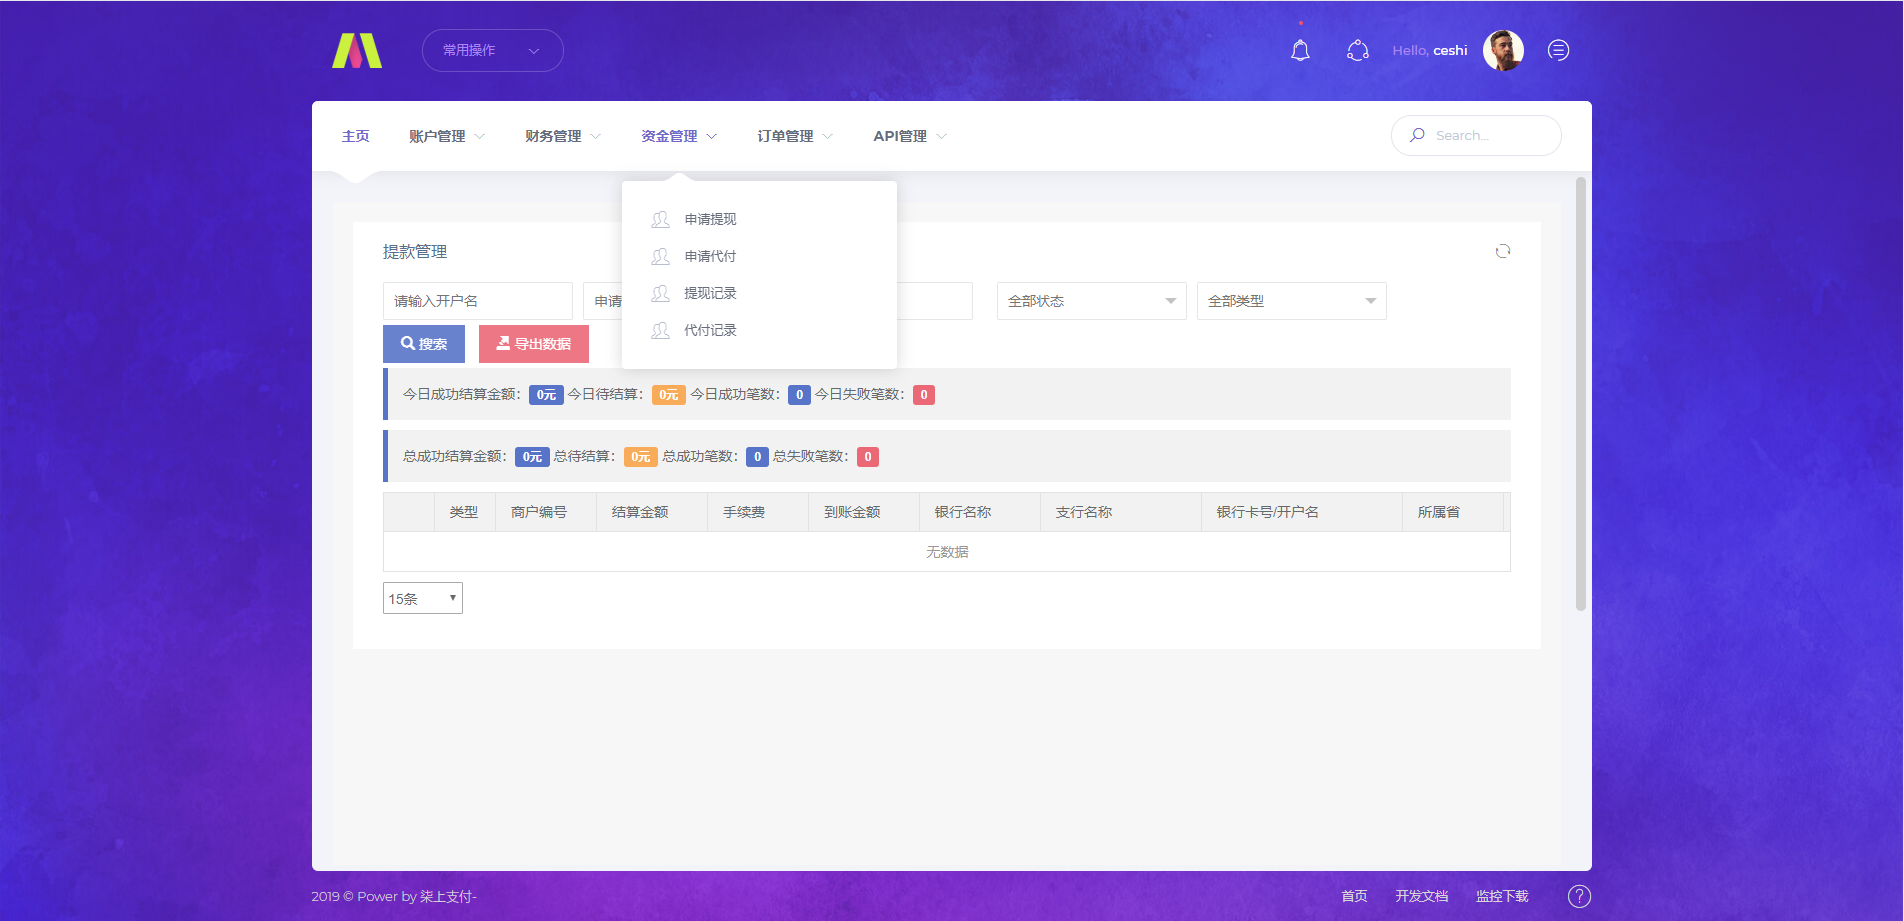 常用操作
Hello, ceshi
主页 账户管理 财务管理 资金管理 订单管理 API管理 Search...
申请提现
申请代付
提现记录
代付记录
提款管理
请输入开户名 申请 全部状态 全部类型
搜索 导出数据
今日成功结算金额： 0元 今日待结算： 0元 今日成功笔数： 0 今日失败笔数： 0
总成功结算金额： 0元 总待结算： 0元 总成功笔数： 0 总失败笔数： 0
类型 商户编号 结算金额 手续费 到账金额 银行名称 支行名称 银行卡号/开户名 所属省
无数据
15条
2019 © Power by 柒上支付-
首页 开发文档 监控下载